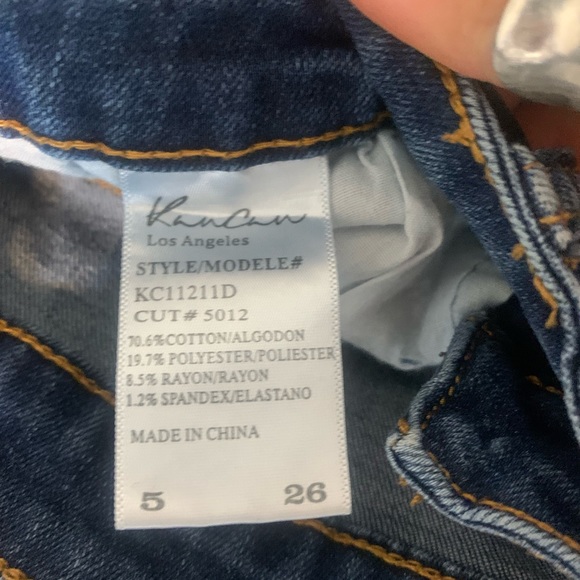 KanCan
Los Angeles
STYLE/MODELE#
KC11211D
CUT# 5012
70.6%COTTON/ALGODON
19.7% POLYESTER/POLIESTER
8.5% RAYON/RAYON
1.2% SPANDEX/ELASTANO
MADE IN CHINA
5 26